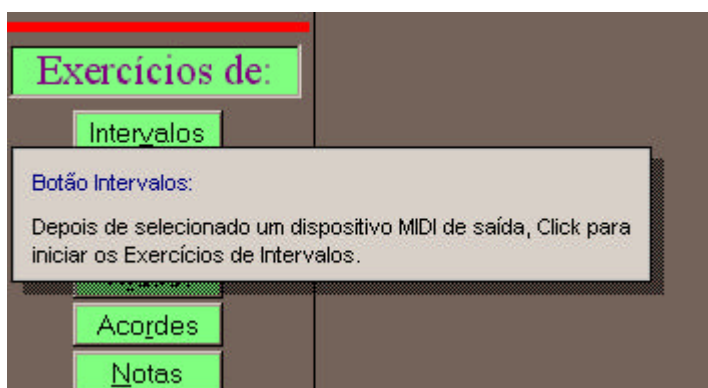 Exercícios de:
Intervalos
Botão Intervalos:
Depois de selecionado um dispositivo MIDI de saída, Click para
iniciar os Exercícios de Intervalos.
Acordes
Notas